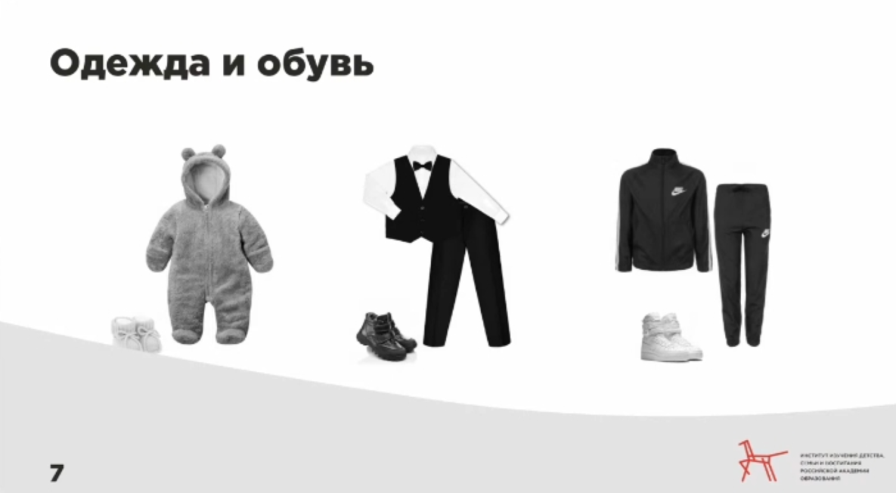 Одежда и обувь
7
ИНСТИТУТ ИЗУЧЕНИЯ ДЕТСТВА,
СЕМЬИ И ВОСПИТАНИЯ
РОССИЙСКОЙ АКАДЕМИИ
ОБРАЗОВАНИЯ